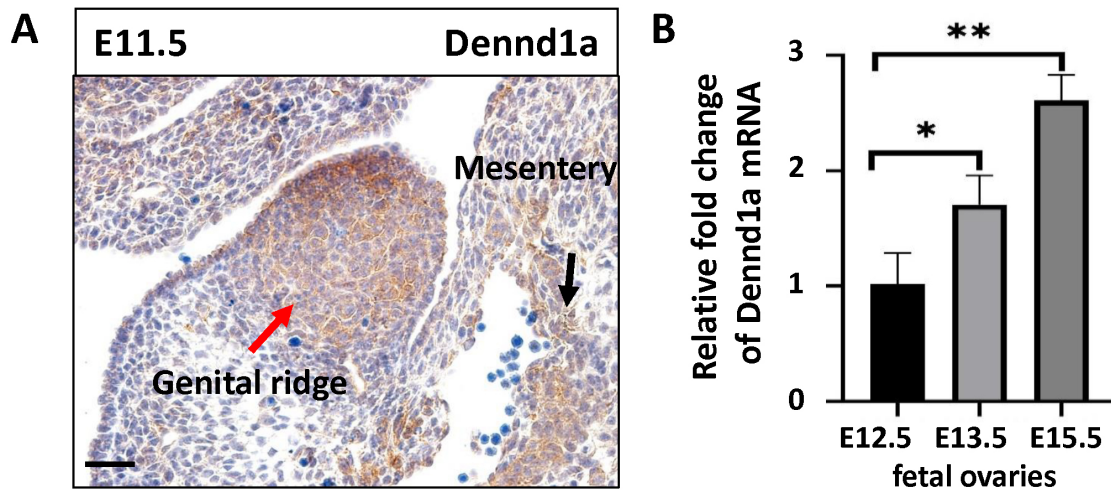 A
E11.5 Dennd1a
Mesentery
Genital ridge
B
Relative fold change
of Dennd1a mRNA
3
2
1
0
**
*
E12.5 E13.5 E15.5
fetal ovaries